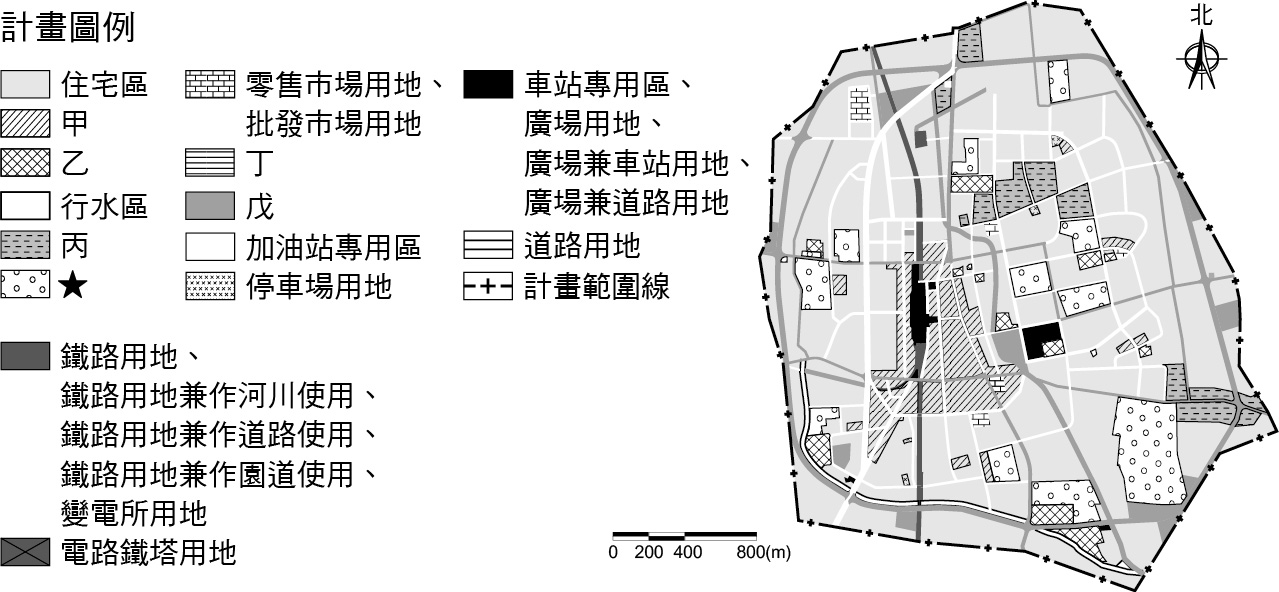 計畫圖例
住宅區
甲
乙
行水區
丙
★
零售市場用地、
批發市場用地
丁
戊
加油站專用區
停車場用地
車站專用區、
廣場用地、
廣場兼車站用地、
廣場兼道路用地
道路用地
計畫範圍線
鐵路用地、
鐵路用地兼作河川使用、
鐵路用地兼作道路使用、
鐵路用地兼作園道使用、
變電所用地
電路鐵塔用地
北
0 200 400 800(m)